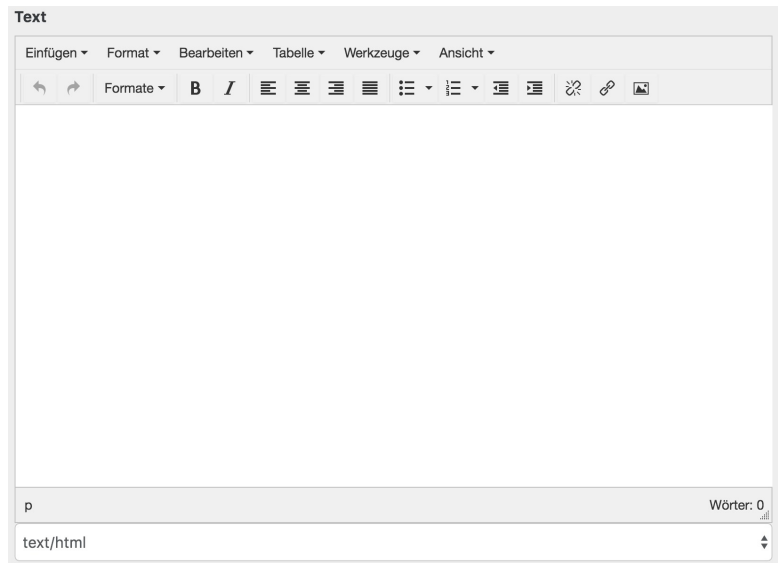 Text
Einfügen Format Bearbeiten Tabelle Werkzeuge Ansicht
Formate B I
p Wörter: 0
text/html